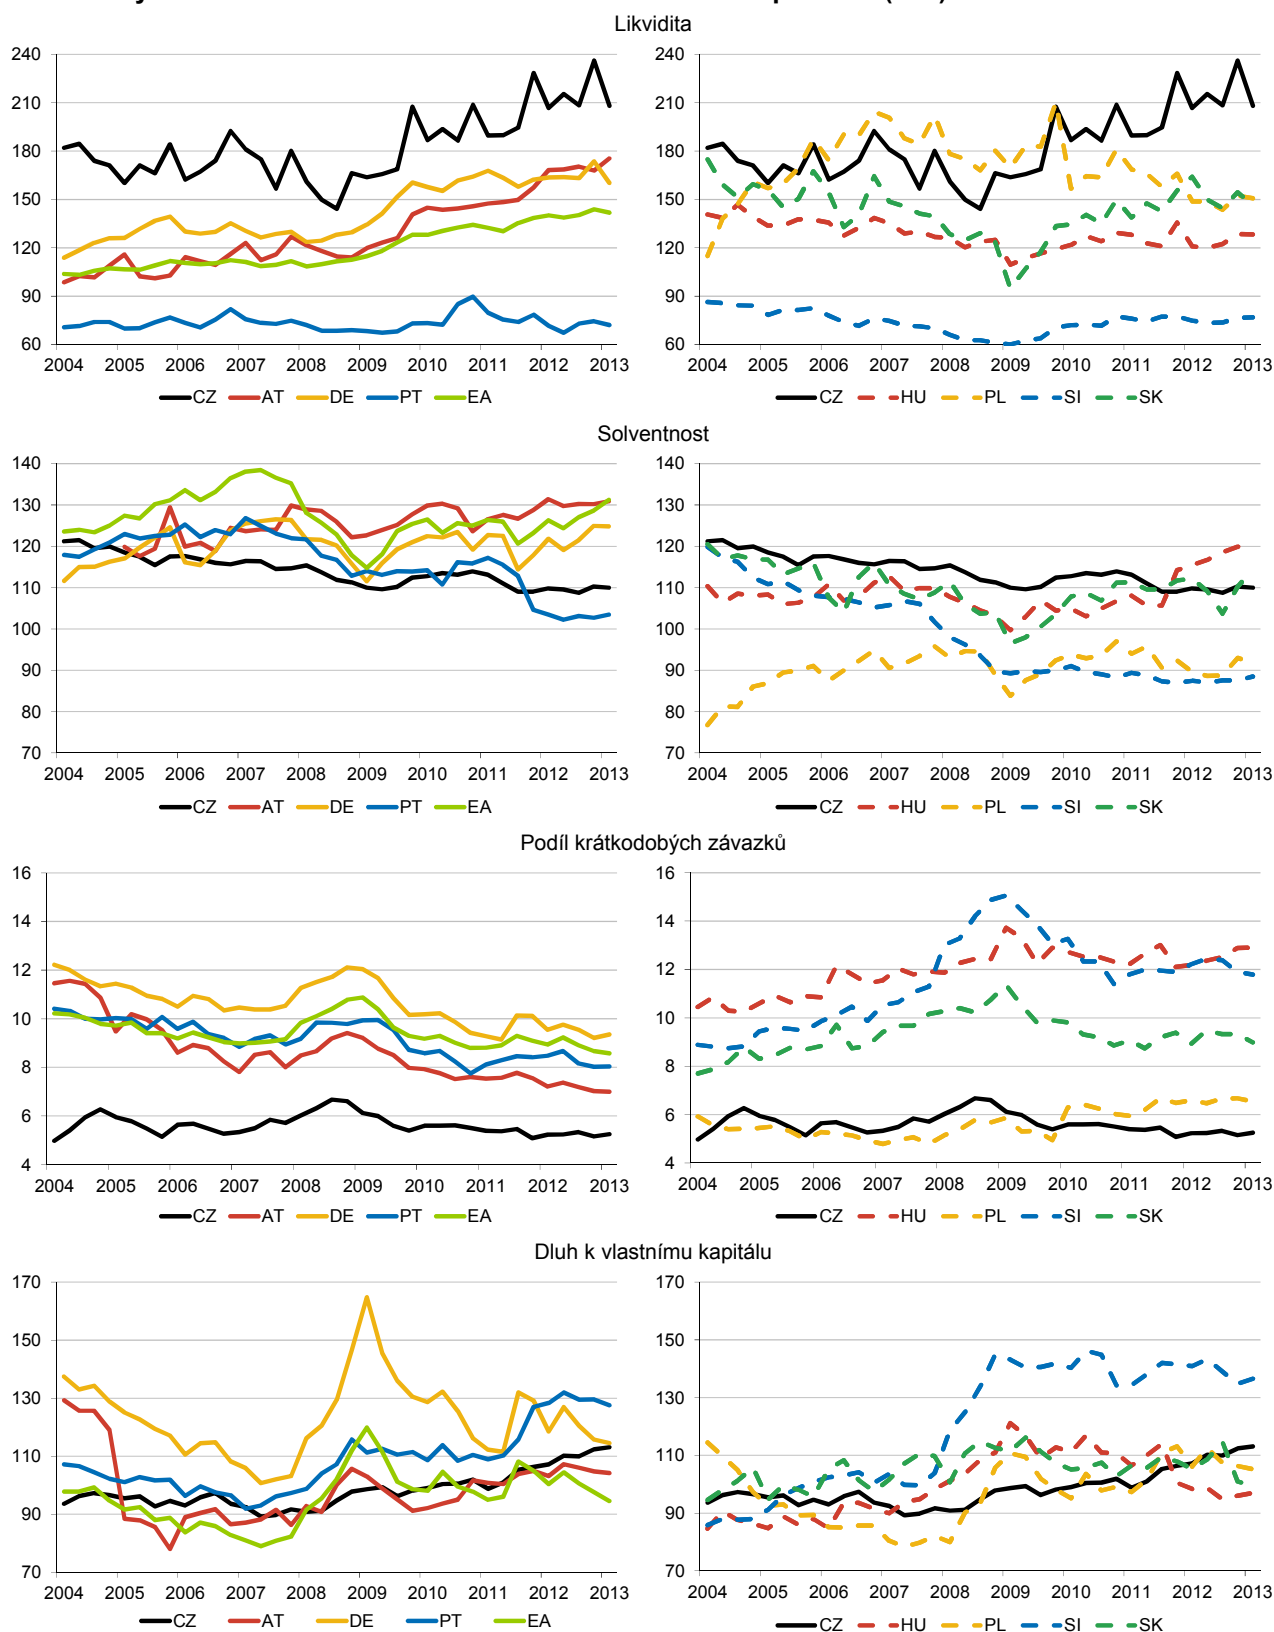 Likvidita
240
210
180
150
120
90
60
2004 2005 2006 2007 2008 2009 2010 2011 2012 2013
CZ AT DE PT EA
240
210
180
150
120
90
60
2004 2005 2006 2007 2008 2009 2010 2011 2012 2013
CZ HU PL SI SK
Solventnost
140
130
120
110
100
90
80
70
2004 2005 2006 2007 2008 2009 2010 2011 2012 2013
CZ AT DE PT EA
140
130
120
110
100
90
80
70
2004 2005 2006 2007 2008 2009 2010 2011 2012 2013
CZ HU PL SI SK
Podíl krátkodobých závazků
16
14
12
10
8
6
4
2004 2005 2006 2007 2008 2009 2010 2011 2012 2013
CZ AT DE PT EA
16
14
12
10
8
6
4
2004 2005 2006 2007 2008 2009 2010 2011 2012 2013
CZ HU PL SI SK
Dluh k vlastnímu kapitálu
170
150
130
110
90
70
2004 2005 2006 2007 2008 2009 2010 2011 2012 2013
CZ AT DE PT EA
170
150
130
110
90
70
2004 2005 2006 2007 2008 2009 2010 2011 2012 2013
CZ HU PL SI SK